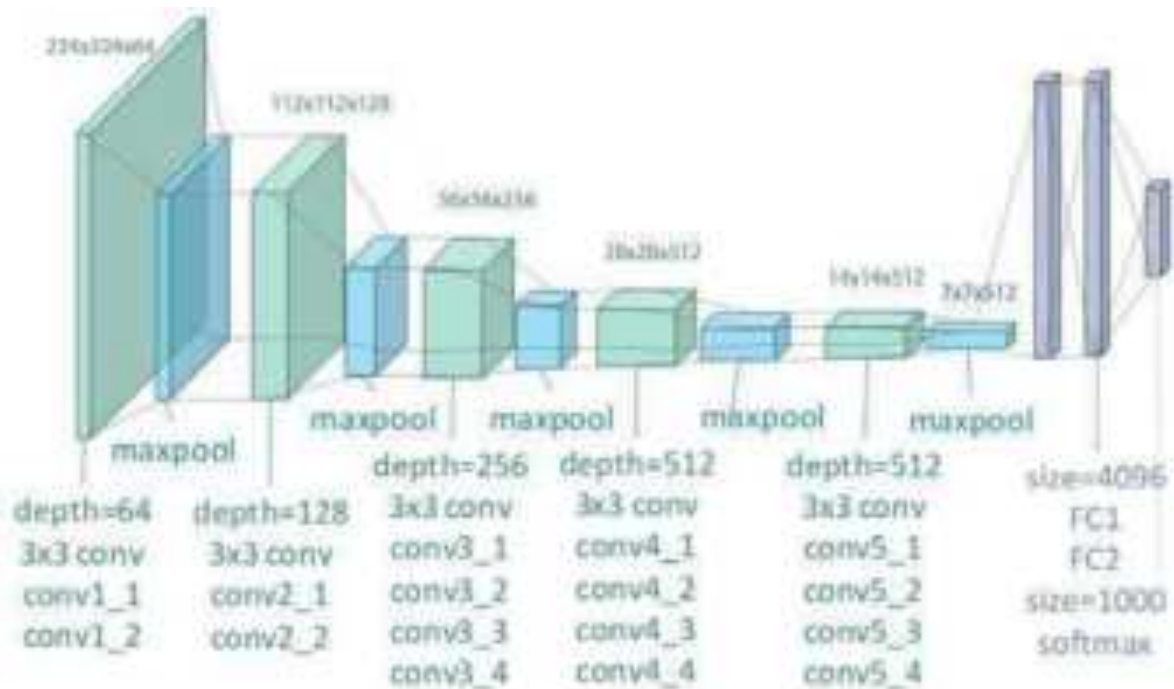 224x224x64
112x112x128
56x56x256
28x28x512
14x14x512
7x7x512
maxpool
maxpool
maxpool
maxpool
maxpool
depth=64
3x3 conv
conv1_1
conv1_2
depth=128
3x3 conv
conv2_1
conv2_2
depth=256
3x3 conv
conv3_1
conv3_2
conv3_3
conv3_4
depth=512
3x3 conv
conv4_1
conv4_2
conv4_3
conv4_4
depth=512
3x3 conv
conv5_1
conv5_2
conv5_3
conv5_4
size=4096
FC1
FC2
size=1000
softmax